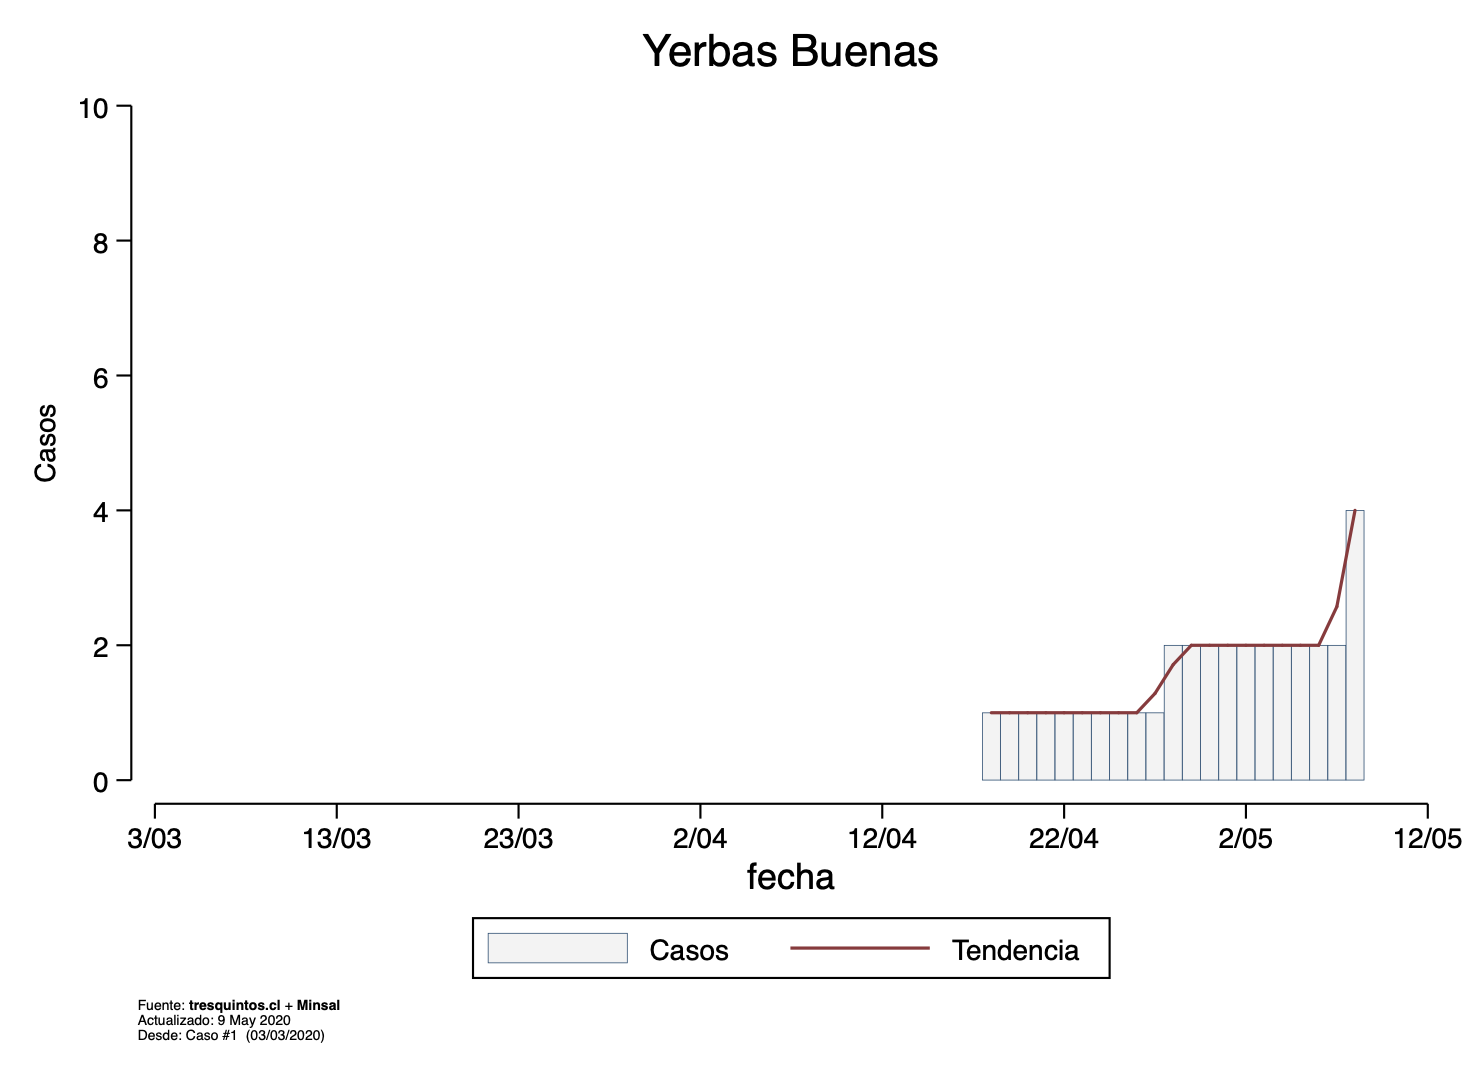 Yerbas Buenas
10
8
6
4
2
0
Casos
3/03 13/03 23/03 2/04 12/04 22/04 2/05 12/05
fecha
Casos Tendencia
Fuente: tresquintos.cl + Minsal
Actualizado: 9 May 2020
Desde: Caso #1 (03/03/2020)